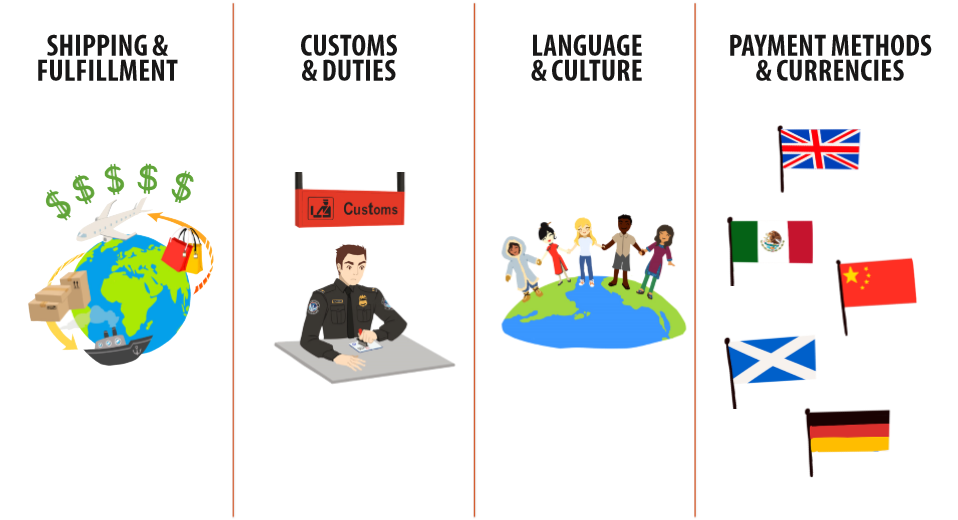 SHIPPING &
FULFILLMENT
CUSTOMS
& DUTIES
LANGUAGE
& CULTURE
PAYMENT METHODS
& CURRENCIES
$ $ $ $ $
Customs